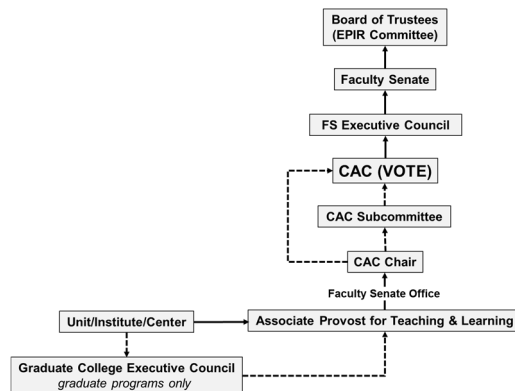 Board of Trustees
(EPIR Committee)
Faculty Senate
FS Executive Council
CAC (VOTE)
CAC Subcommittee
CAC Chair
Faculty Senate Office
Unit/Institute/Center
Associate Provost for Teaching & Learning
Graduate College Executive Council
graduate programs only